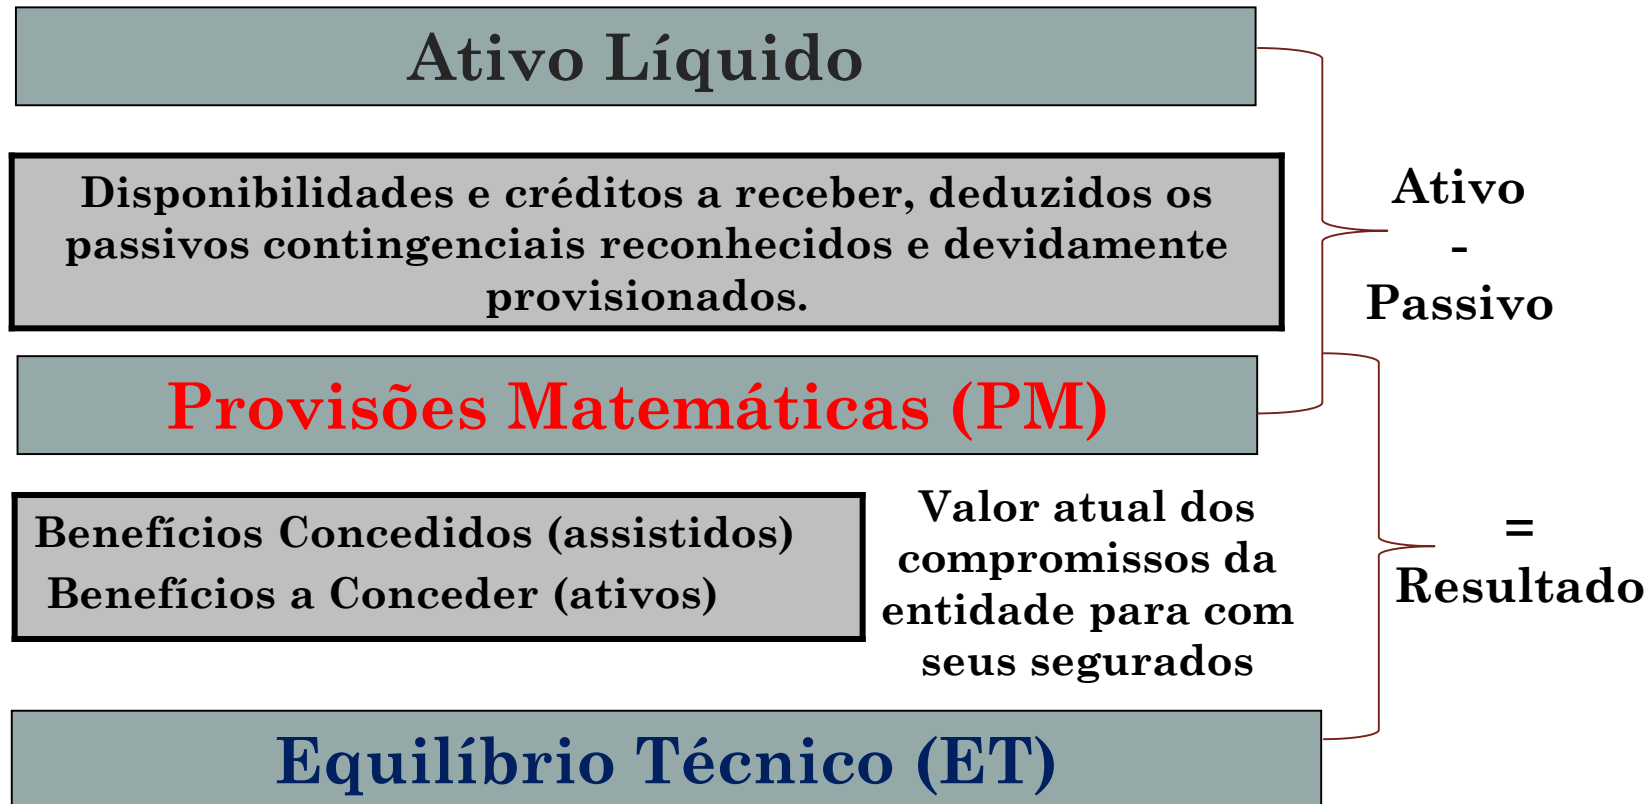 Ativo Líquido
Disponibilidades e créditos a receber, deduzidos os
passivos contingenciais reconhecidos e devidamente
provisionados.
Ativo
-
Passivo
Provisões Matemáticas (PM)
Benefícios Concedidos (assistidos)
Benefícios a Conceder (ativos)
Valor atual dos
compromissos da
entidade para com
seus segurados
=
Resultado
Equilíbrio Técnico (ET)